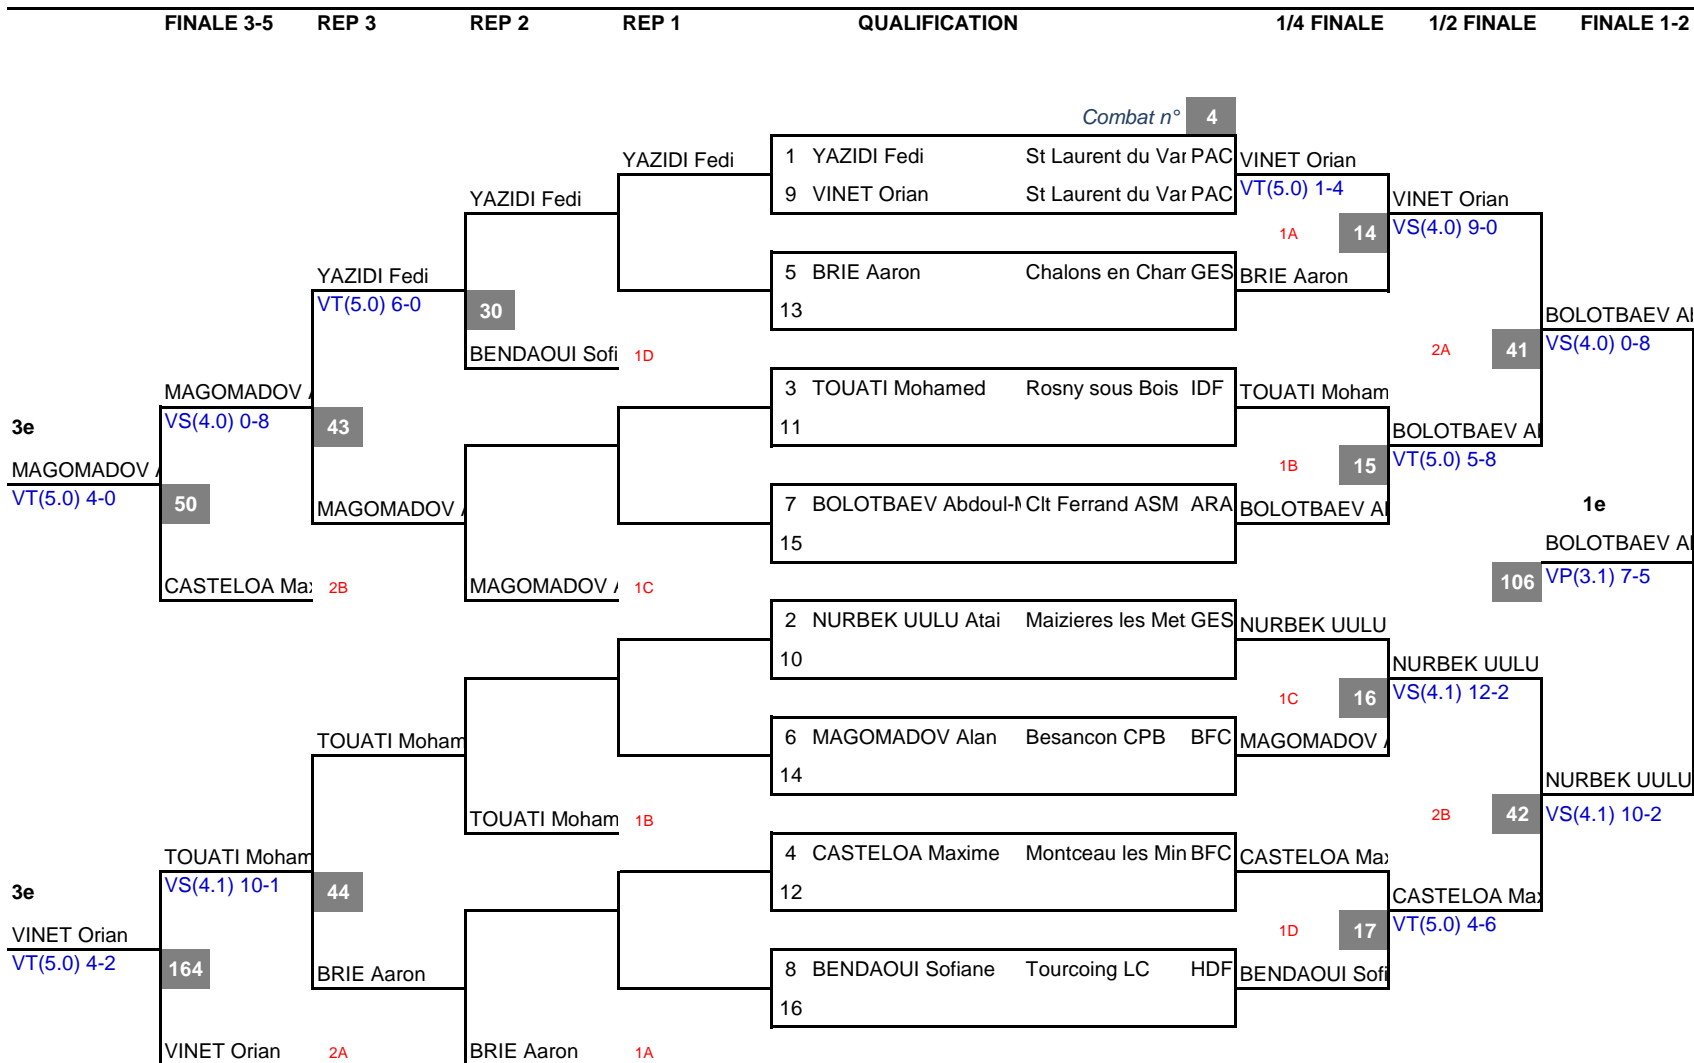 FINALE 3-5 REP 3 REP 2 REP 1 QUALIFICATION 1/4 FINALE 1/2 FINALE FINALE 1-2
Combat n° 4
YAZIDI Fedi 1 YAZIDI Fedi St Laurent du Var PAC VINET Orian
YAZIDI Fedi 9 VINET Orian St Laurent du Var PAC VT(5.0) 1-4 VINET Orian
1A 14 VS(4.0) 9-0
YAZIDI Fedi 5 BRIE Aaron Chalons en Cham GES BRIE Aaron
VT(5.0) 6-0 30 13 BOLOTBAEV Al
BENDAOUI Sofi 1D 2A 41 VS(4.0) 0-8
MAGOMADOV A 3 TOUATI Mohamed Rosny sous Bois IDF TOUATI Moham
3e VS(4.0) 0-8 43 11 BOLOTBAEV Al
MAGOMADOV A 1B 15 VT(5.0) 5-8
VT(5.0) 4-0 50 MAGOMADOV A 7 BOLOTBAEV Abdoul-M Clt Ferrand ASM ARA BOLOTBAEV Al 1e
15 BOLOTBAEV Al
CASTELOA Max 2B MAGOMADOV A 1C 106 VP(3.1) 7-5
2 NURBEK UULU Atai Maizieres les Met GES NURBEK UULU
10 NURBEK UULU
1C 16 VS(4.1) 12-2
TOUATI Moham 6 MAGOMADOV Alan Besancon CPB BFC MAGOMADOV A
14 NURBEK UULU
TOUATI Moham 1B 2B 42 VS(4.1) 10-2
TOUATI Moham 4 CASTELOA Maxime Montceau les Min BFC CASTELOA Max
3e VS(4.1) 10-1 44 12 CASTELOA Max
VINET Orian 1D 17 VT(5.0) 4-6
VT(5.0) 4-2 164 BRIE Aaron 8 BENDAOUI Sofiane Tourcoing LC HDF BENDAOUI Sofi
16
VINET Orian 2A BRIE Aaron 1A